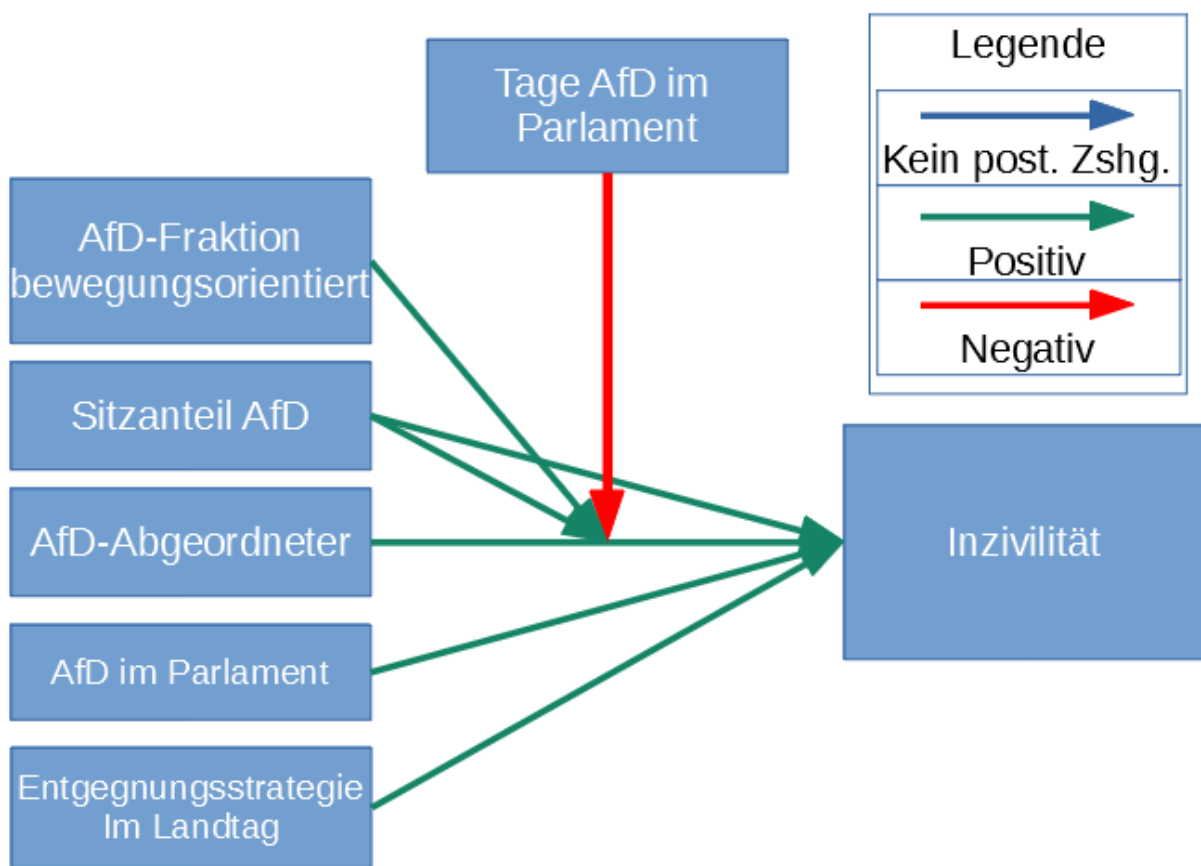 Tage AfD im
Parlament
Legende
Kein post. Zshg.
Positiv
Negativ
AfD-Fraktion
bewegungsorientiert
Sitzanteil AfD
AfD-Abgeordneter
AfD im Parlament
Entgegnungsstrategie
Im Landtag
Inzivilität